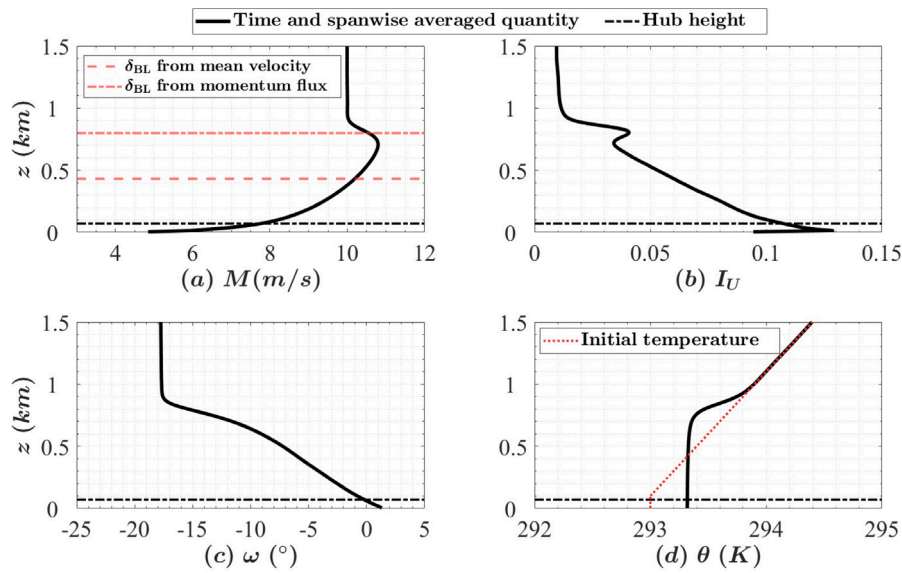 Time and spanwise averaged quantity Hub height
1.5
1
0.5
0
z (km)
δBL from mean velocity
δBL from momentum flux
4 6 8 10 12
(a) M(m/s)
1.5
1
0.5
0
0 0.05 0.1 0.15
(b) IU
1.5
1
0.5
0
z (km)
-25 -20 -15 -10 -5 0 5
(c) ω (°)
1.5
1
0.5
0
Initial temperature
292 293 294 295
(d) θ (K)